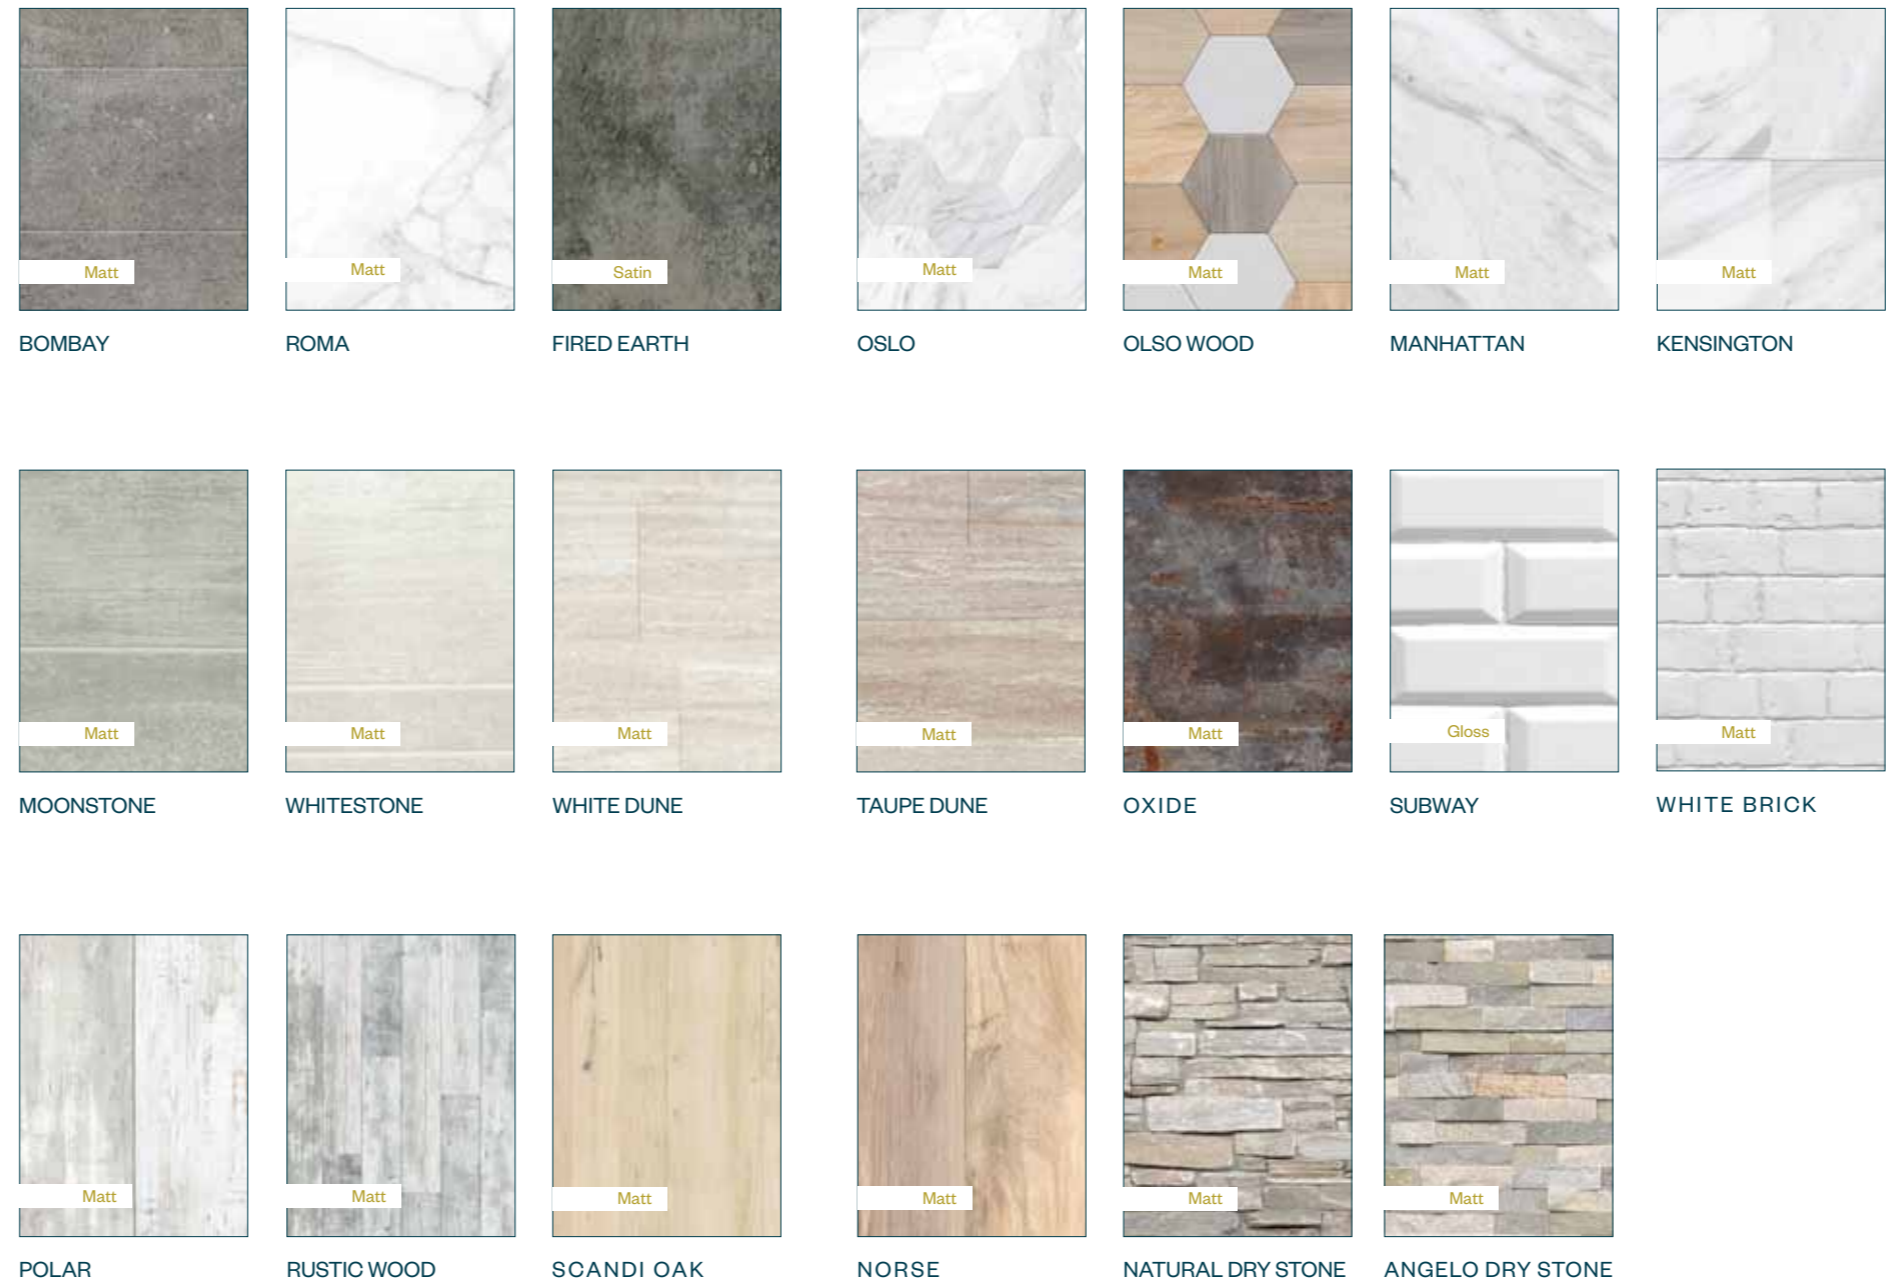 Matt
Matt
Satin
Matt
Matt
Matt
Matt
BOMBAY
ROMA
FIRED EARTH
OSLO
OLSO WOOD
MANHATTAN
KENSINGTON
Matt
Matt
Matt
Matt
Matt
Gloss
Matt
MOONSTONE
WHITESTONE
WHITE DUNE
TAUPE DUNE
OXIDE
SUBWAY
WHITE BRICK
Matt
Matt
Matt
Matt
Matt
Matt
POLAR
RUSTIC WOOD
SCANDI OAK
NORSE
NATURAL DRY STONE
ANGELO DRY STONE